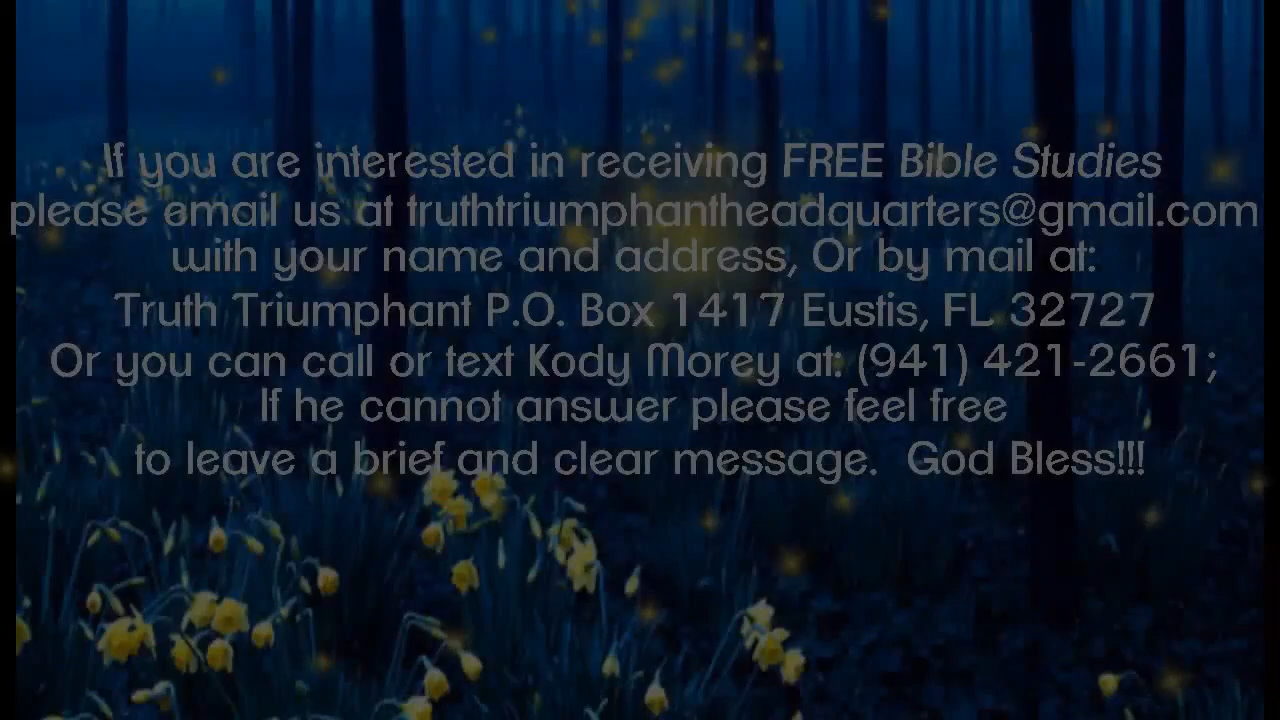 If you are interested in receiving FREE Bible Studies
please email us at truthtriumphantheadquarters@gmail.com
with your name and address, Or by mail at:
Truth Triumphant P.O. Box 1417 Eustis, FL 32727
Or you can call or text Kody Morey at: (941) 421-2661;
If he cannot answer please feel free
to leave a brief and clear message. God Bless!!!